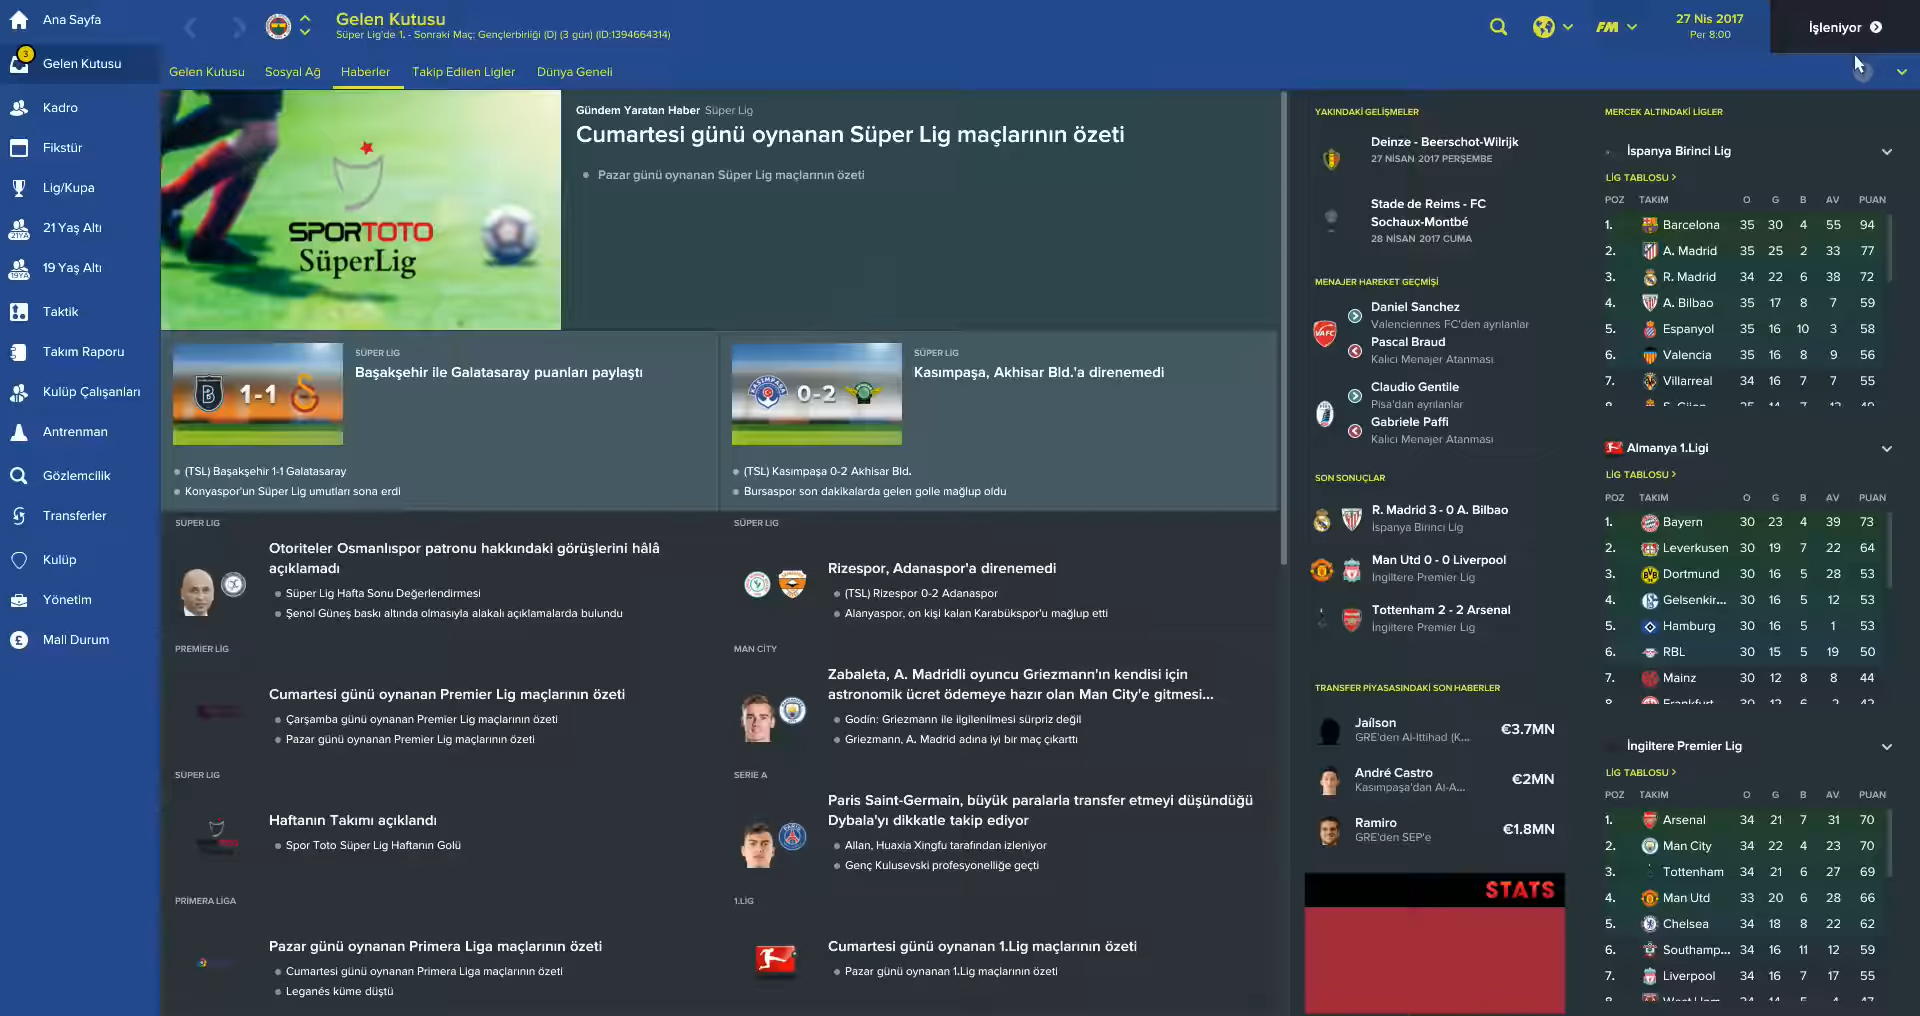 Ana Sayfa
3
Gelen Kutusu
Kadro
Fikstür
Lig/Kupa
21YA
21 Yaş Altı
19YA
19 Yaş Altı
Taktik
Takım Raporu
Kulüp Çalışanları
Antrenman
Gözlemcilik
Transferler
Kulüp
Yönetim
Mali Durum
Gelen Kutusu
Süper Lig'de 1. - Sonraki Maç: Gençlerbirliği (D) (3 gün) (ID:1394664314)
FM
27 Nis 2017
Per 8:00
İşleniyor
Gelen Kutusu Sosyal Ağ Haberler Takip Edilen Ligler Dünya Geneli
SPORTOTO
SüperLig
Gündem Yaratan Haber Süper Lig
Cumartesi günü oynanan Süper Lig maçlarının özeti
Pazar günü oynanan Süper Lig maçlarının özeti
1-1
SÜPER LIG
Başakşehir ile Galatasaray puanları paylaştı
(TSL) Başakşehir 1-1 Galatasaray
Konyaspor'un Süper Lig umutları sona erdi
0-2
SÜPER LIG
Kasımpaşa, Akhisar Bld.'a direnemedi
(TSL) Kasımpaşa 0-2 Akhisar Bld.
Bursaspor son dakikalarda gelen golle mağlup oldu
SÜPER LIG
Otoriteler Osmanlıspor patronu hakkındaki görüşlerini hâlâ
açıklamadı
Süper Lig Hafta Sonu Değerlendirmesi
Şenol Güneş baskı altında olmasıyla alakalı açıklamalarda bulundu
SÜPER LIG
Rizespor, Adanaspor'a direnemedi
(TSL) Rizespor 0-2 Adanaspor
Alanyaspor, on kişi kalan Karabükspor'u mağlup etti
PREMIER LIG
Cumartesi günü oynanan Premier Lig maçlarının özeti
Çarşamba günü oynanan Premier Lig maçlarının özeti
Pazar günü oynanan Premier Lig maçlarının özeti
MAN CITY
Zabaleta, A. Madridli oyuncu Griezmann'ın kendisi için
astronomik ücret ödemeye hazır olan Man City'e gitmesi...
Godín: Griezmann ile ilgilenilmesi sürpriz değil
Griezmann, A. Madrid adına iyi bir maç çıkarttı
SÜPER LIG
Haftanın Takımı açıklandı
Spor Toto Süper Lig Haftanın Golü
SERIE A
Paris Saint-Germain, büyük paralarla transfer etmeyi düşündüğü
Dybala'yı dikkatle takip ediyor
Allan, Huaxia Xingfu tarafından izleniyor
Genç Kulusevski profesyonelliğe geçti
PRIMERA LIGA
Pazar günü oynanan Primera Liga maçlarının özeti
Cumartesi günü oynanan Primera Liga maçlarının özeti
Leganés küme düştü
1.LIG
Cumartesi günü oynanan 1.Lig maçlarının özeti
Pazar günü oynanan 1.Lig maçlarının özeti
YAKINDAKİ GELİŞMELER
Deinze - Beerschot-Wilrijk
27 NİSAN 2017 PERŞEMBE
Stade de Reims - FC
Sochaux-Montbé
28 NİSAN 2017 CUMA
MENAJER HAREKET GEÇMİŞİ
VAFC
Daniel Sanchez
Valenciennes FC'den ayrılanlar
Pascal Braud
Kalıcı Menajer Atanması
Claudio Gentile
Pisa'dan ayrılanlar
Gabriele Paffi
Kalıcı Menajer Atanması
SON SONUÇLAR
R. Madrid 3 - 0 A. Bilbao
İspanya Birinci Lig
Man Utd 0 - 0 Liverpool
İngiltere Premier Lig
Tottenham 2 - 2 Arsenal
İngiltere Premier Lig
TRANSFER PİYASASINDAKİ SON HABERLER
Jaílson €3.7MN
GRE'den Al-Ittihad (K...
André Castro €2MN
Kasımpaşa'dan Al-A...
Ramiro €1.8MN
GRE'den SEP'e
STATS
MERCEK ALTINDAKİ LİGLER
İspanya Birinci Lig
LİG TABLOSU >
POZ TAKIM O G B AV PUAN
1. Barcelona 35 30 4 55 94
2. A. Madrid 35 25 2 33 77
3. R. Madrid 34 22 6 38 72
4. A. Bilbao 35 17 8 7 59
5. Espanyol 35 16 10 3 58
6. Valencia 35 16 8 9 56
7. Villarreal 34 16 7 7 55
Almanya 1.Ligi
LİG TABLOSU >
POZ TAKIM O G B AV PUAN
1. Bayern 30 23 4 39 73
2. Leverkusen 30 19 7 22 64
3. Dortmund 30 16 5 28 53
4. Gelsenkir... 30 16 5 12 53
5. Hamburg 30 16 5 1 53
6. RBL 30 15 5 19 50
7. Mainz 30 12 8 8 44
İngiltere Premier Lig
LİG TABLOSU >
POZ TAKIM O G B AV PUAN
1. Arsenal 34 21 7 31 70
2. Man City 34 22 4 23 70
3. Tottenham 34 21 6 27 69
4. Man Utd 33 20 6 28 66
5. Chelsea 34 18 8 22 62
6. Southamp... 34 16 11 12 59
7. Liverpool 34 16 7 17 55